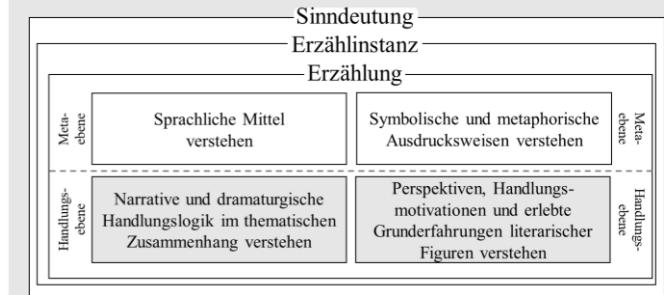 Sinndeutung
Erzählinstanz
Erzählung
Meta-
ebene
Sprachliche Mittel
verstehen
Symbolische und metaphorische
Ausdrucksweisen verstehen
Meta-
ebene
Handlungs-
ebene
Narrative und dramaturgische
Handlungslogik im thematischen
Zusammenhang verstehen
Perspektiven, Handlungs-
motivationen und erlebte
Grunderfahrungen literarischer
Figuren verstehen
Handlungs-
ebene